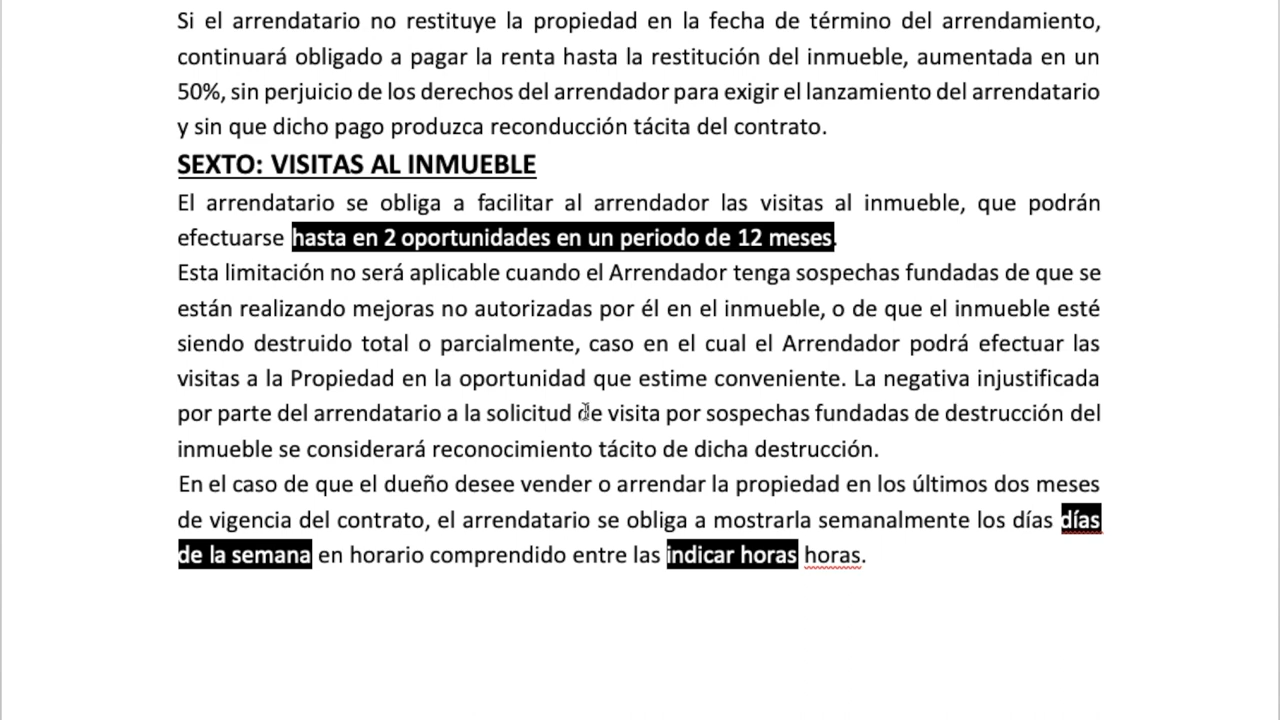 Si el arrendatario no restituye la propiedad en la fecha de término del arrendamiento,
continuará obligado a pagar la renta hasta la restitución del inmueble, aumentada en un
50%, sin perjuicio de los derechos del arrendador para exigir el lanzamiento del arrendatario
y sin que dicho pago produzca reconducción tácita del contrato.
SEXTO: VISITAS AL INMUEBLE
El arrendatario se obliga a facilitar al arrendador las visitas al inmueble, que podrán
efectuarse hasta en 2 oportunidades en un periodo de 12 meses.
Esta limitación no será aplicable cuando el Arrendador tenga sospechas fundadas de que se
están realizando mejoras no autorizadas por él en el inmueble, o de que el inmueble esté
siendo destruido total o parcialmente, caso en el cual el Arrendador podrá efectuar las
visitas a la Propiedad en la oportunidad que estime conveniente. La negativa injustificada
por parte del arrendatario a la solicitud de visita por sospechas fundadas de destrucción del
inmueble se considerará reconocimiento tácito de dicha destrucción.
En el caso de que el dueño desee vender o arrendar la propiedad en los últimos dos meses
de vigencia del contrato, el arrendatario se obliga a mostrarla semanalmente los días días
de la semana en horario comprendido entre las indicar horas horas.